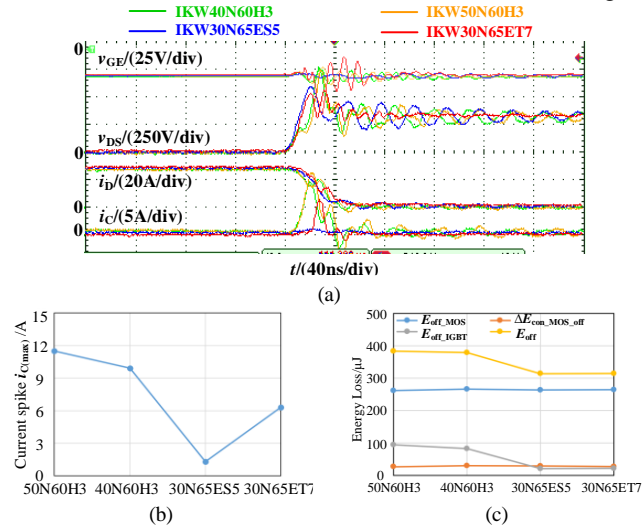 IKW40N60H3 IKW50N60H3
IKW30N65ES5 IKW30N65ET7
vGE/(25V/div)
vDS/(250V/div)
0
iD/(20A/div)
0
iC/(5A/div)
0
t/(40ns/div)
(a)
Current spike iC(max) /A
15
12
9
6
3
0
50N60H3 40N60H3 30N65ES5 30N65ET7
(b)
Energy Loss/μJ
500
400
300
200
100
0
Eoff_MOS ΔEcon_MOS_off
Eoff_IGBT Eoff
50N60H3 40N60H3 30N65ES5 30N65ET7
(c)